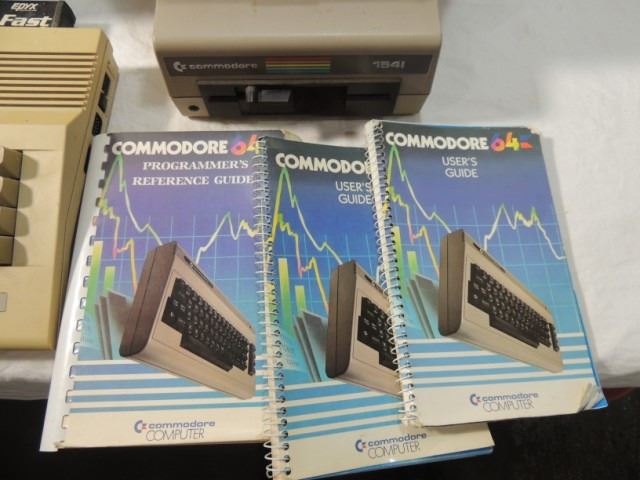 EPYX
Fast
commodore
1541
COMMODORE 64
PROGRAMMER'S
REFERENCE GUIDE
commodore
COMPUTER
COMMODO
USER'S
GUIDE
commodore
COMPUTER
COMMODORE 64
USER'S
GUIDE
commodore
COMPUTER